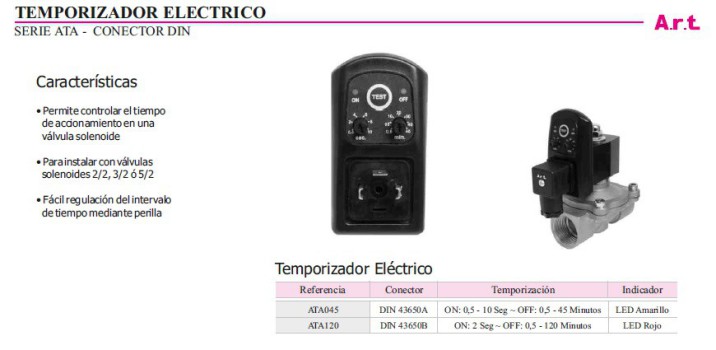 TEMPORIZADOR ELECTRICO
SERIE ATA - CONECTOR DIN
A.r.t.
Características
• Permite controlar el tiempo
de accionamiento en una
válvula solenoide
• Para instalar con válvulas
solenoides 2/2, 3/2 ó 5/2
• Fácil regulación del intervalo
de tiempo mediante perilla
TEST
ON OFF
sec. min.
Temporizador Eléctrico
Referencia Conector Temporización Indicador
ATA045 DIN 43650A ON: 0,5 - 10 Seg ~ OFF: 0,5 - 45 Minutos LED Amarillo
ATA120 DIN 43650B ON: 2 Seg ~ OFF: 0,5 - 120 Minutos LED Rojo